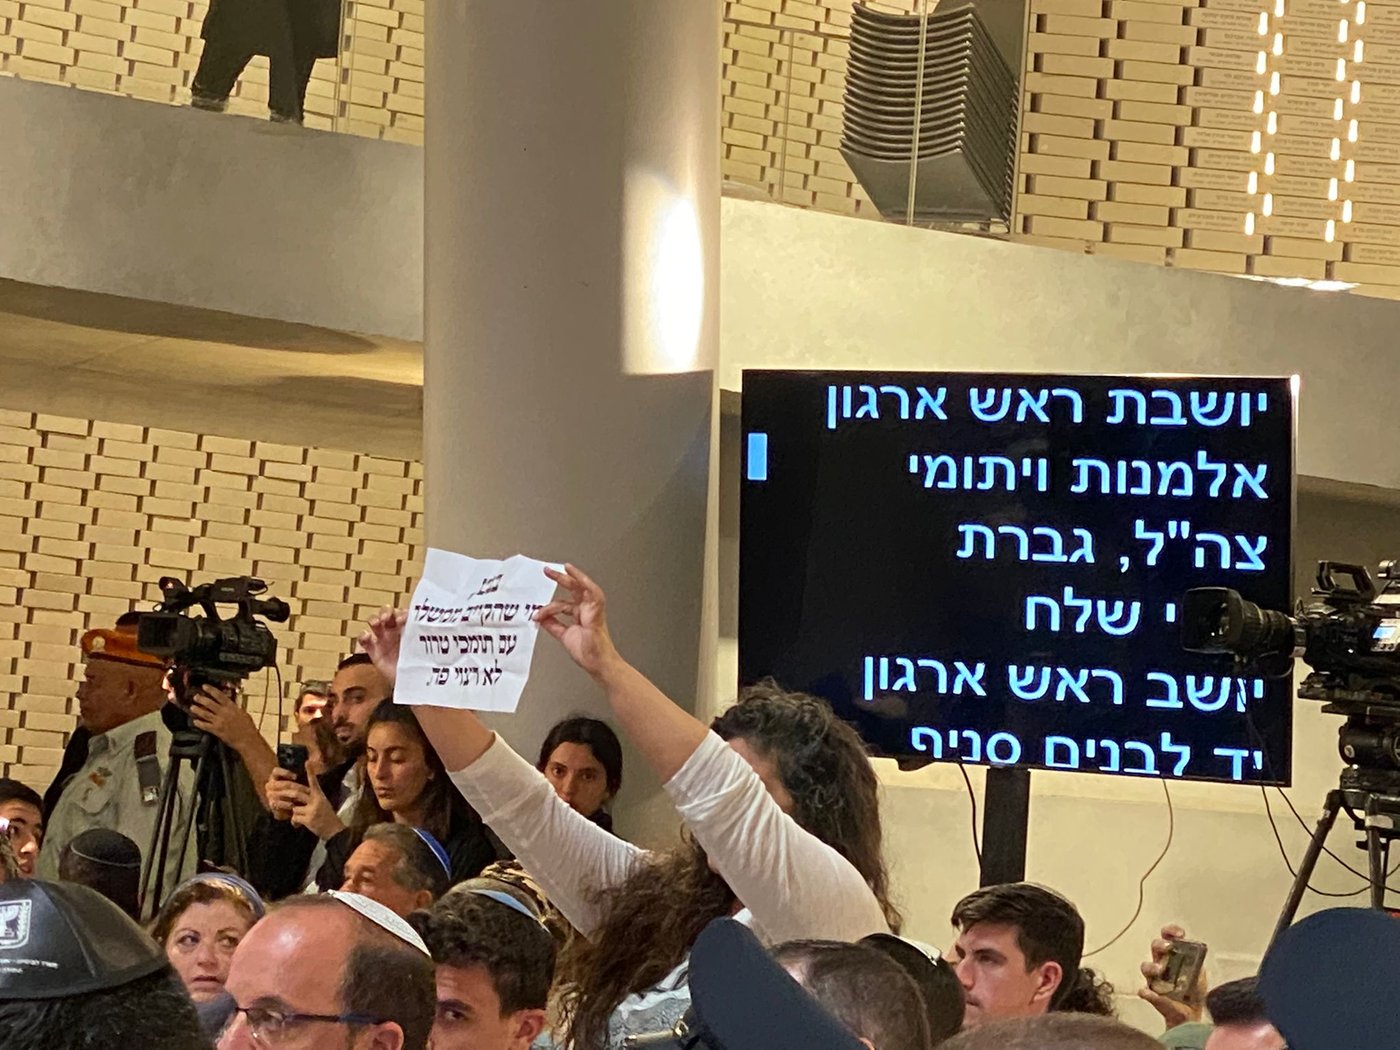 יושבת ראש ארגון
אלמנות ויתומי
צה"ל, גברת
י שלח
יושב ראש ארגון
יד לבנים סניף
בנט,
מי שהקים ממשלה
עם תומכי טרור
לא רצוי פה.